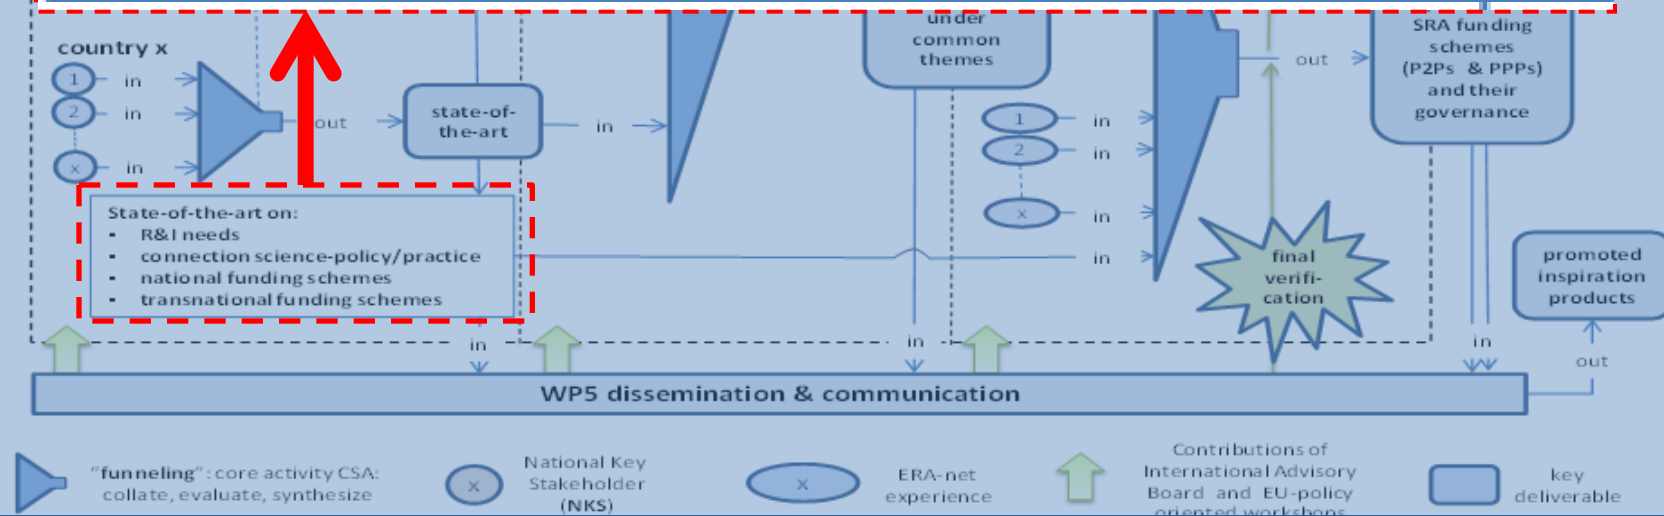 under
common
themes
SRA funding
schemes
(P2Ps & PPPs)
and their
governance
country x
1 in
2 in
x in
out
state-of-
the-art
in
1 in
2 in
x in
in
out
State-of-the-art on:
▪ R&I needs
▪ connection science-policy/practice
▪ national funding schemes
▪ transnational funding schemes
final
verifi-
cation
promoted
inspiration
products
in
in
in
out
WP5 dissemination & communication
"funneling": core activity CSA:
collate, evaluate, synthesize
x
National Key
Stakeholder
(NKS)
x
ERA-net
experience
Contributions of
International Advisory
Board and EU-policy
oriented workshops
key
deliverable